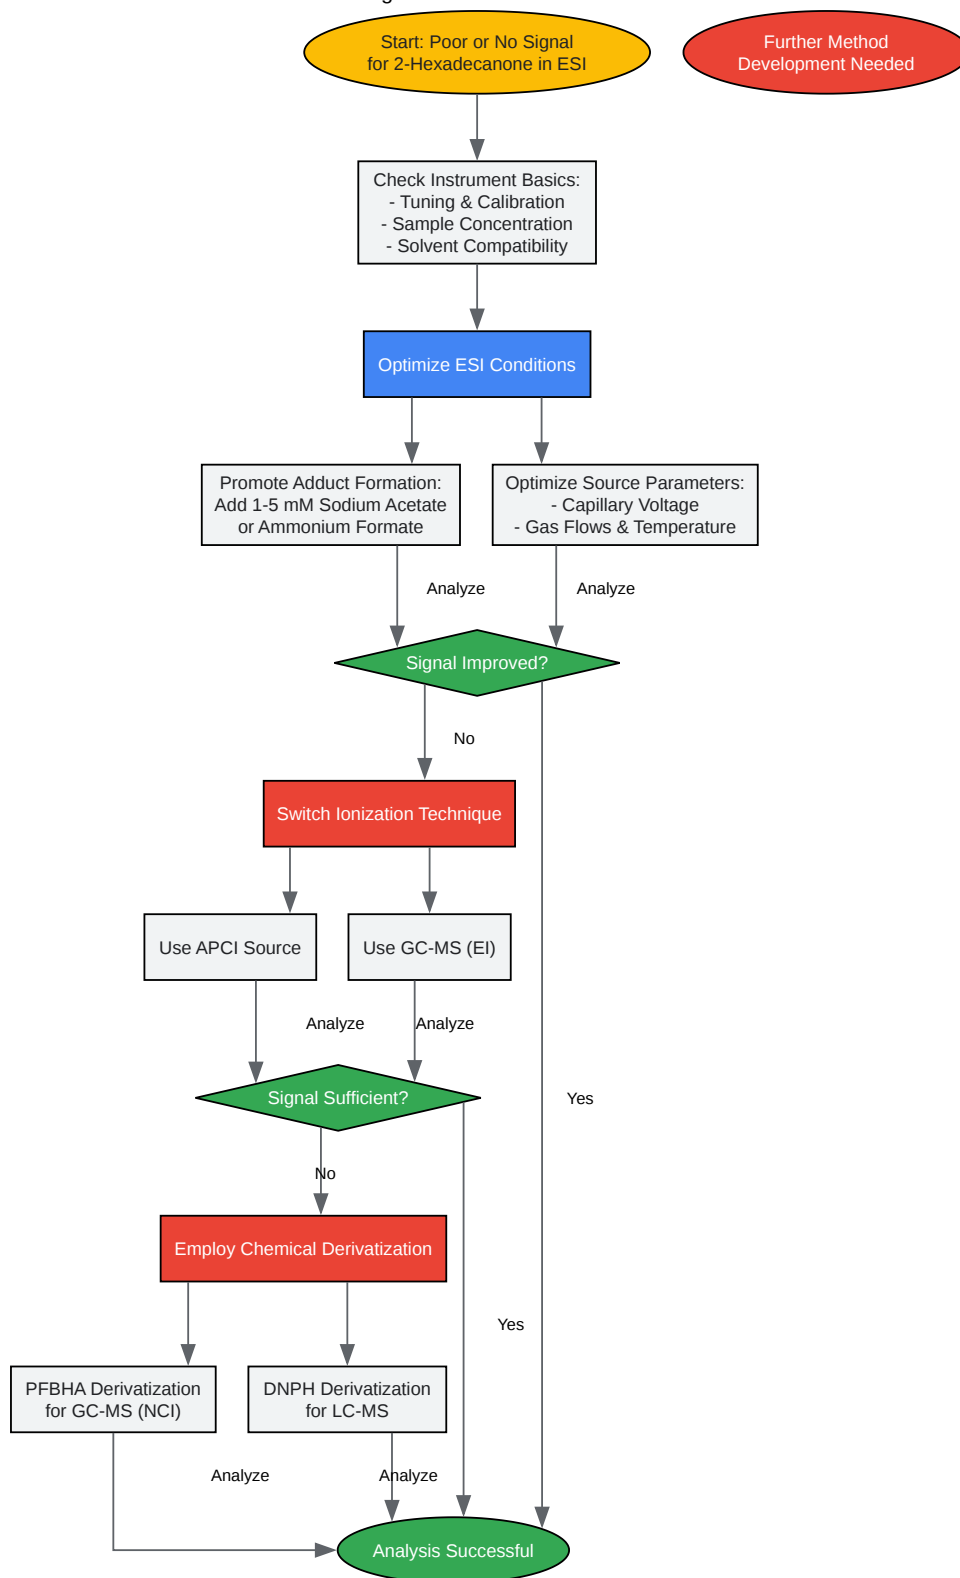 Start: Poor or No Signal
for 2-Hexadecanone in ESI
Further Method
Development Needed
Check Instrument Basics:
- Tuning & Calibration
- Sample Concentration
- Solvent Compatibility
Optimize ESI Conditions
Promote Adduct Formation:
Add 1-5 mM Sodium Acetate
or Ammonium Formate
Optimize Source Parameters:
- Capillary Voltage
- Gas Flows & Temperature
Analyze
Analyze
Signal Improved?
No
Switch Ionization Technique
Use APCI Source
Use GC-MS (EI)
Analyze
Analyze
Signal Sufficient?
Yes
No
Employ Chemical Derivatization
Yes
PFBHA Derivatization
for GC-MS (NCI)
DNPH Derivatization
for LC-MS
Analyze
Analyze
Analysis Successful